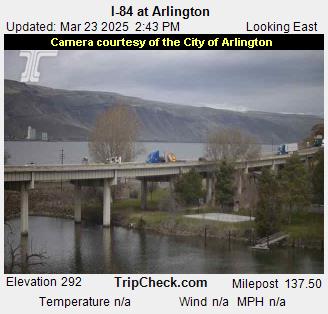 I-84 at Arlington
Updated: Mar 23 2025 2:43 PM Looking East
Camera courtesy of the City of Arlington
Elevation 292 TripCheck.com Milepost 137.50
Temperature n/a Wind n/a MPH n/a